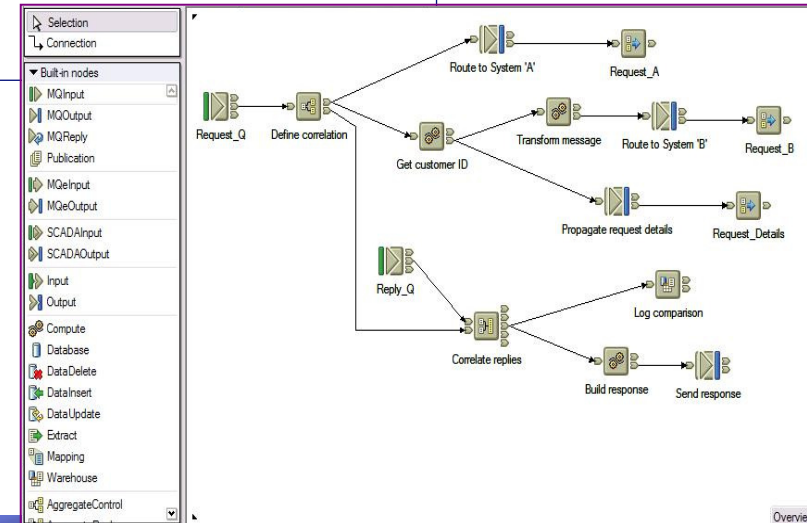 Selection
Connection
Built-in nodes
MQInput
MQOutput
MQReply
Publication
MQeInput
MQeOutput
SCADAInput
SCADAOutput
Input
Output
Compute
Database
DataDelete
DataInsert
DataUpdate
Extract
Mapping
Warehouse
AggregateControl
Route to System 'A'
Request_A
Request_Q
Define correlation
Get customer ID
Transform message
Route to System 'B'
Request_B
Propagate request details
Request_Details
Reply_Q
Log comparison
Correlate replies
Build response
Send response
Overvie